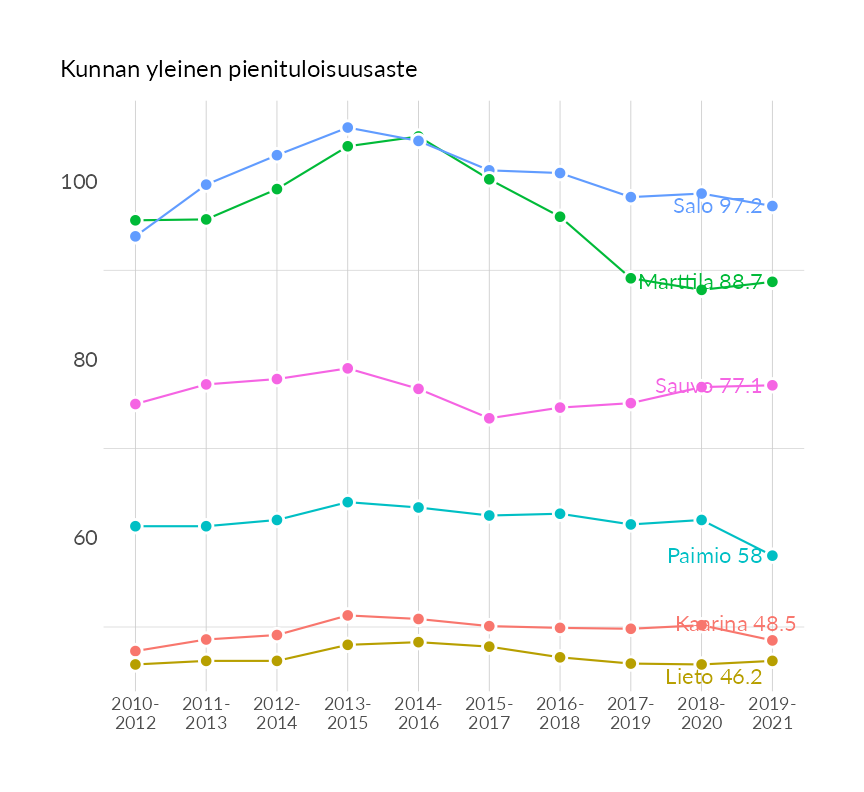 Kunnan yleinen pienituloisuusaste
100
80
60
Salo 97.2
Marttila 88.7
Sauvo 77.1
Paimio 58
Kaarina 48.5
Lieto 46.2
2010- 2011- 2012- 2013- 2014- 2015- 2016- 2017- 2018- 2019-
2012 2013 2014 2015 2016 2017 2018 2019 2020 2021